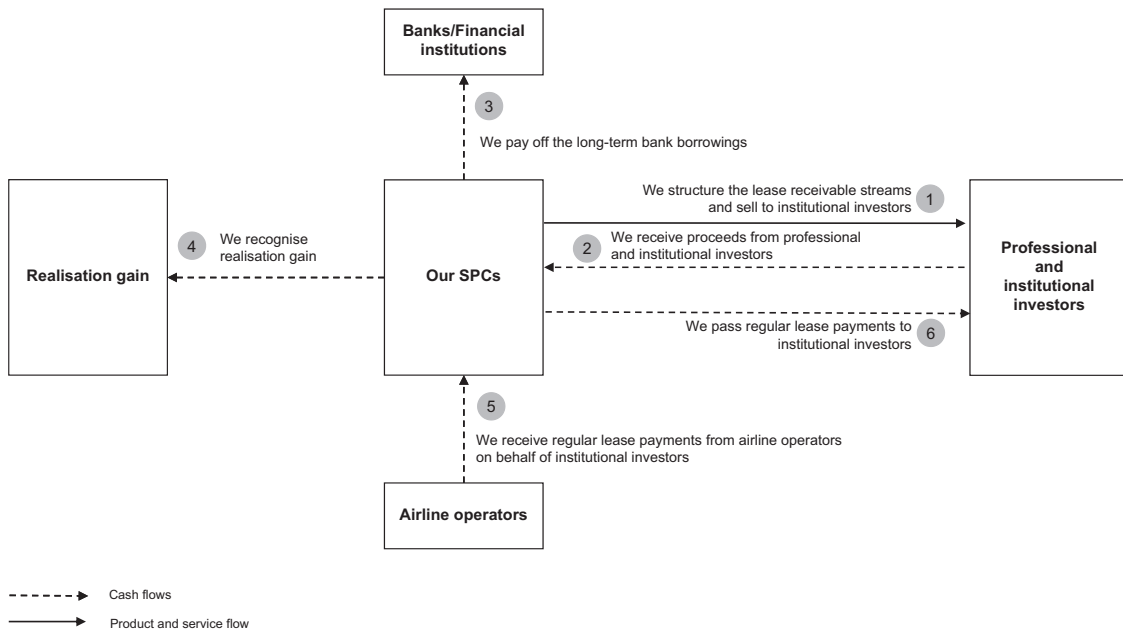 Banks/Financial
institutions
3
We pay off the long-term bank borrowings
We structure the lease receivable streams
and sell to institutional investors
1
4
We recognise
realisation gain
2
We receive proceeds from professional
and institutional investors
Realisation gain
Our SPCs
Professional
and
institutional
investors
We pass regular lease payments to
institutional investors
6
5
We receive regular lease payments from airline operators
on behalf of institutional investors
Airline operators
Cash flows
Product and service flow